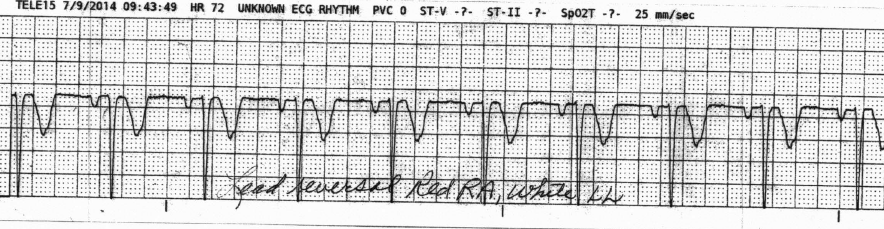 TELE15 7/9/2014 09:43:49 HR 72 UNKNOWN ECG RHYTHM PVC 0 ST-V -?- ST-II -?- SpO2T -?- 25 mm/sec
Lead reversal Red RA, White LL